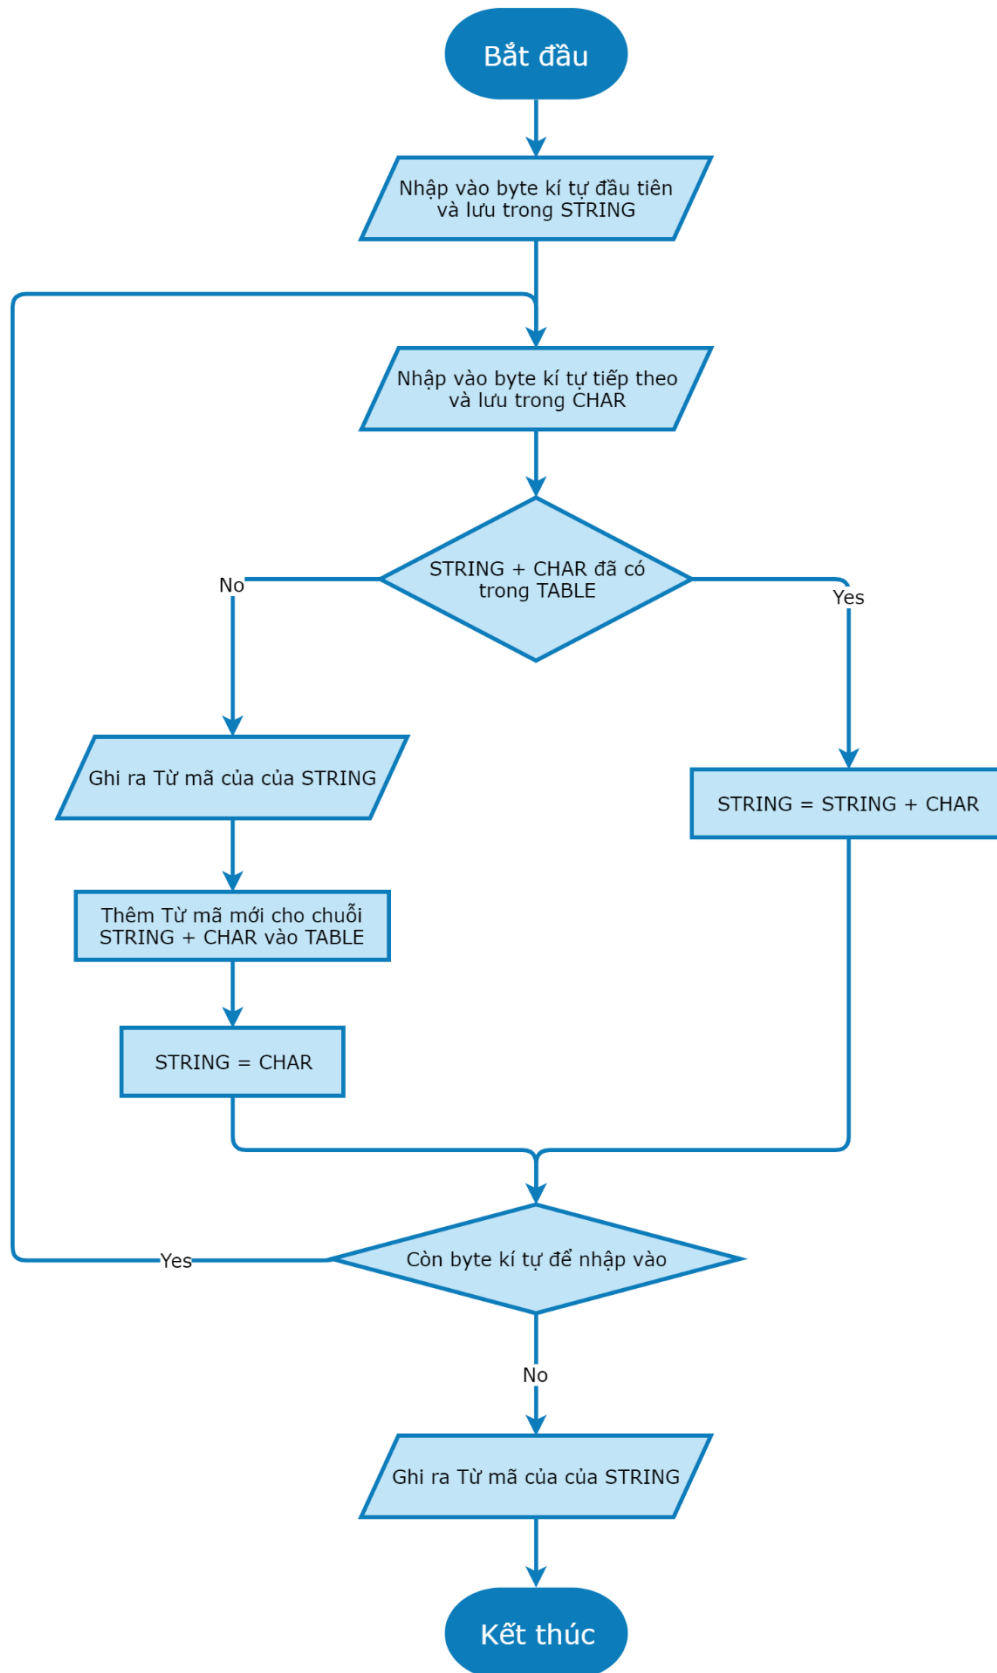 Bắt đầu
Nhập vào byte kí tự đầu tiên
và lưu trong STRING
Nhập vào byte kí tự tiếp theo
và lưu trong CHAR
STRING + CHAR đã có
trong TABLE
No
Yes
Ghi ra Từ mã của của STRING
STRING = STRING + CHAR
Thêm Từ mã mới cho chuỗi
STRING + CHAR vào TABLE
STRING = CHAR
Còn byte kí tự để nhập vào
Yes
No
Ghi ra Từ mã của của STRING
Kết thúc